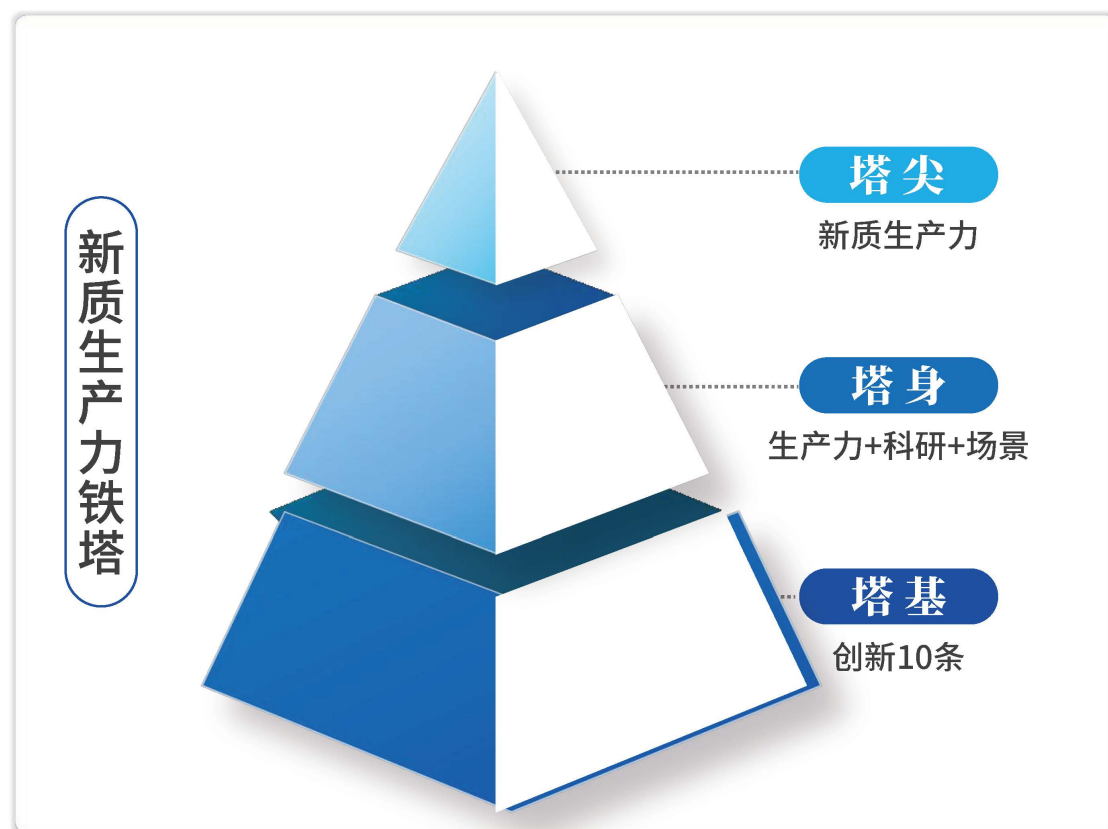 新质生产力铁塔
塔尖
新质生产力
塔身
生产力+科研+场景
塔基
创新10条